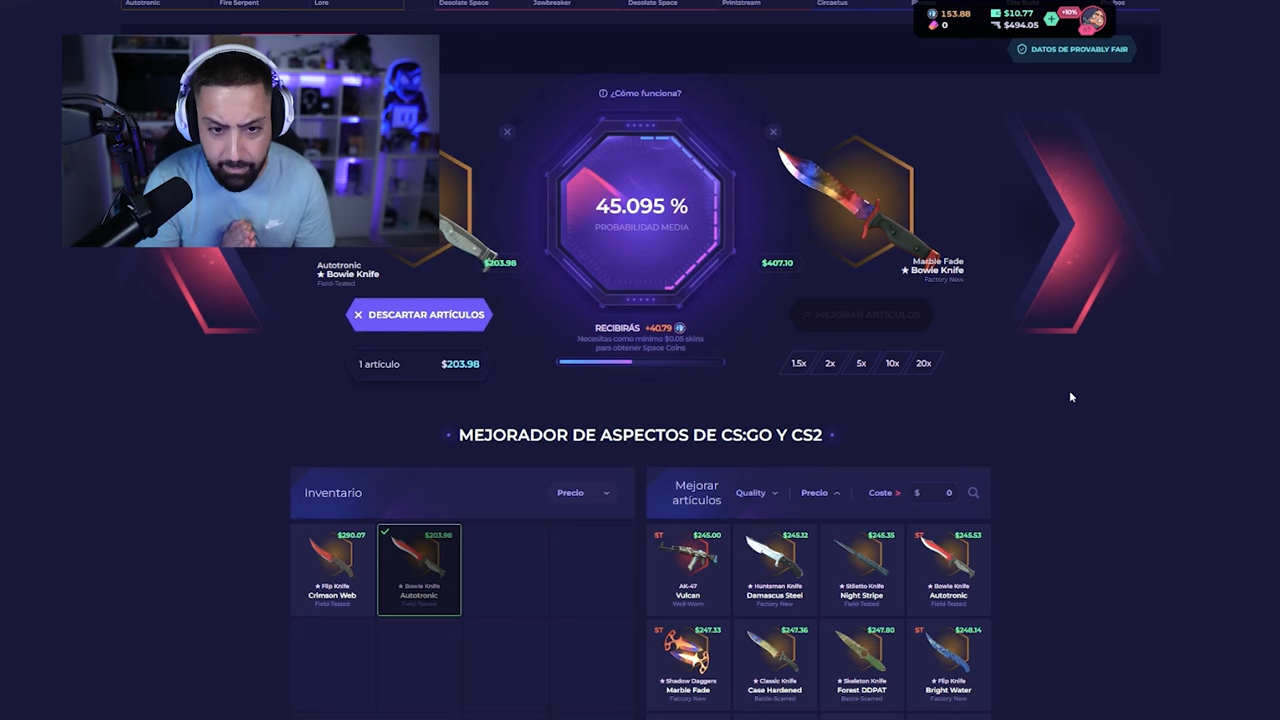 Autotronic
Fire Serpent
Lore
Desolate Space
Jawbreaker
Desolate Space
Printstream
Circaetus
153.88
$10.77
+10%
0
$494.05
DATOS DE PROVABLY FAIR
¿Cómo funciona?
45.095 %
PROBABILIDAD MEDIA
$203.98
$407.10
Autotronic
★ Bowie Knife
Field-Tested
Marble Fade
★ Bowie Knife
Factory New
DESCARTAR ARTÍCULOS
MEJORAR ARTÍCULOS
RECIBIRÁS +40.79
Necesitas como mínimo $0.05 skins
para obtener Space Coins
1 artículo
$203.98
1.5x
2x
5x
10x
20x
MEJORADOR DE ASPECTOS DE CS:GO Y CS2
Inventario
Precio
Mejorar
artículos
Quality
Precio
Coste >
$ 0
$290.07
★ Flip Knife
Crimson Web
Field-Tested
$203.98
★ Bowie Knife
Autotronic
Field-Tested
ST $245.00
AK-47
Vulcan
Well-Worn
$245.12
★ Huntsman Knife
Damascus Steel
Factory New
$245.35
★ Stiletto Knife
Night Stripe
Field-Tested
ST $245.53
★ Bowie Knife
Autotronic
Field-Tested
ST $247.33
★ Shadow Daggers
Marble Fade
Factory New
$247.36
★ Classic Knife
Case Hardened
Battle-Scarred
$247.80
★ Skeleton Knife
Forest DDPAT
Battle-Scarred
ST $248.14
★ Flip Knife
Bright Water
Factory New